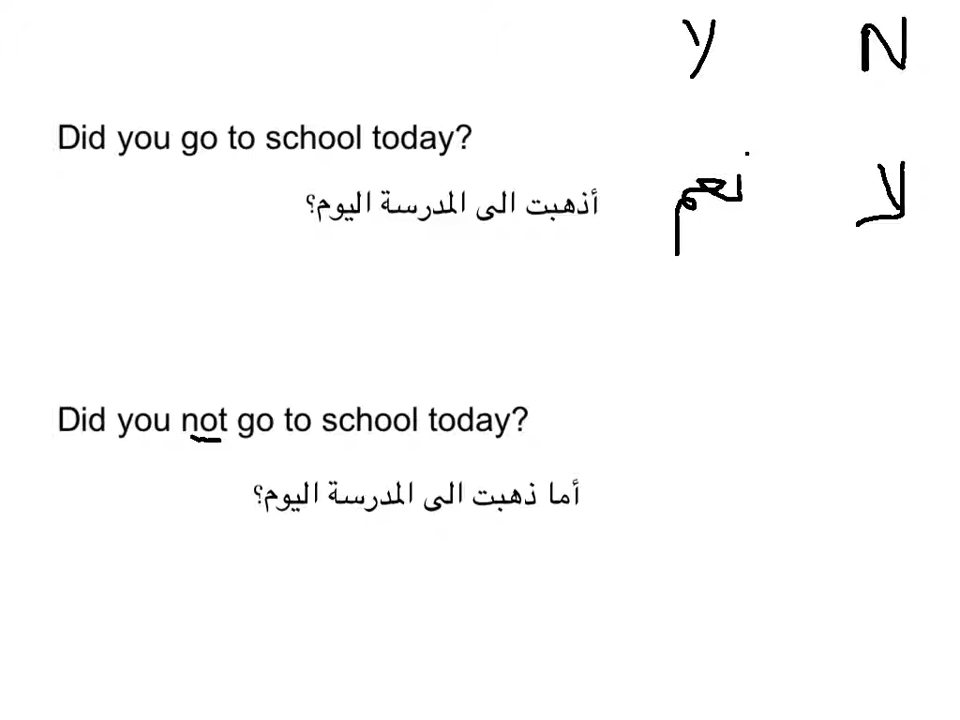 Y N
Did you go to school today?
أذهبت الى المدرسة اليوم؟ نعم لا
Did you not go to school today?
أما ذهبت الى المدرسة اليوم؟